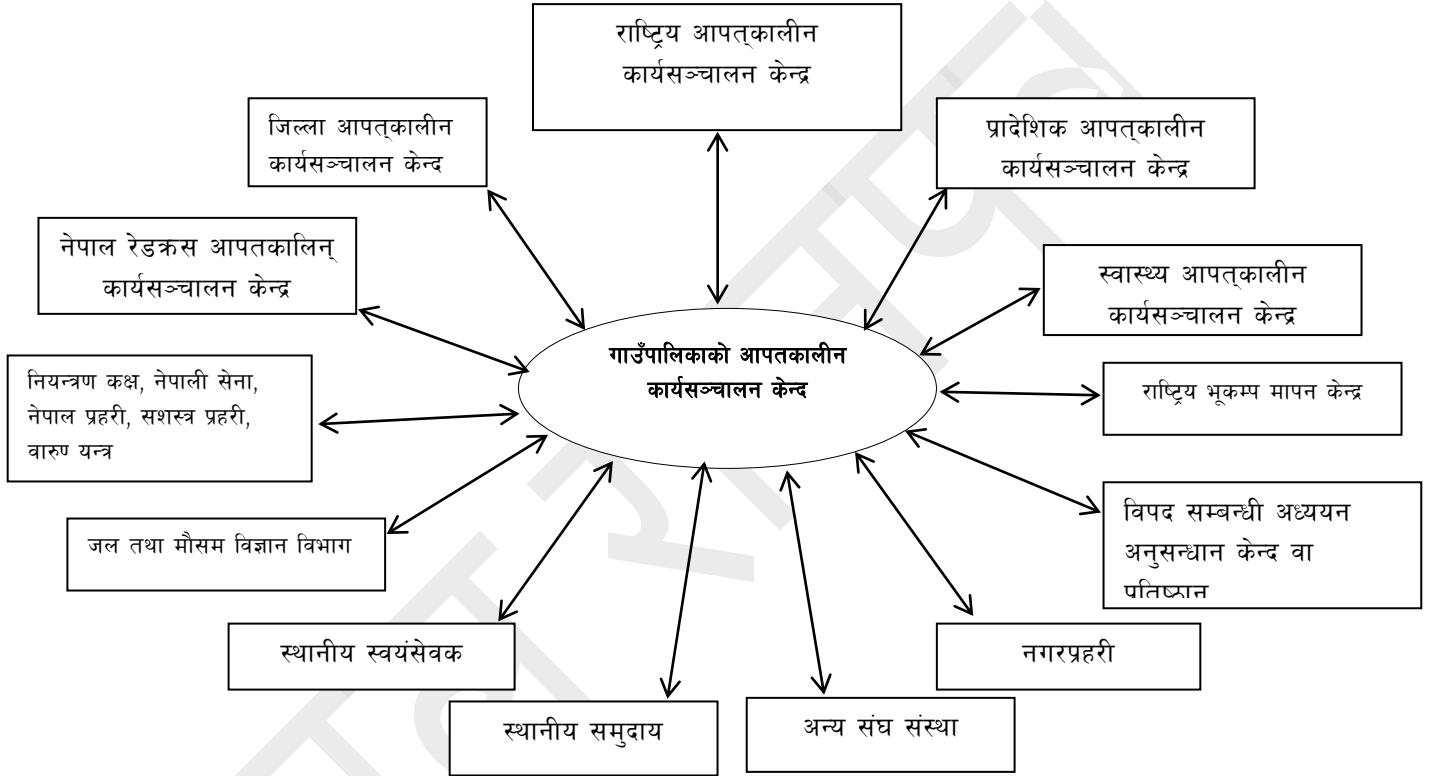 राष्ट्रिय आपत्कालीन
कार्यसञ्चालन केन्द्र
जिल्ला आपत्कालीन
कार्यसञ्चालन केन्द
प्रादेशिक आपत्कालीन
कार्यसञ्चालन केन्द्र
नेपाल रेडक्रस आपतकालिन्
कार्यसञ्चालन केन्द्र
स्वास्थ्य आपत्कालीन
कार्यसञ्चालन केन्द्र
गाउँपालिकाको आपतकालीन
कार्यसञ्चालन केन्द
नियन्त्रण कक्ष, नेपाली सेना,
नेपाल प्रहरी, सशस्त्र प्रहरी,
वारुण यन्त्र
राष्ट्रिय भूकम्प मापन केन्द्र
जल तथा मौसम विज्ञान विभाग
विपद सम्बन्धी अध्ययन
अनुसन्धान केन्द वा
प्रतिष्ठान
स्थानीय स्वयंसेवक
नगरप्रहरी
स्थानीय समुदाय
अन्य संघ संस्था